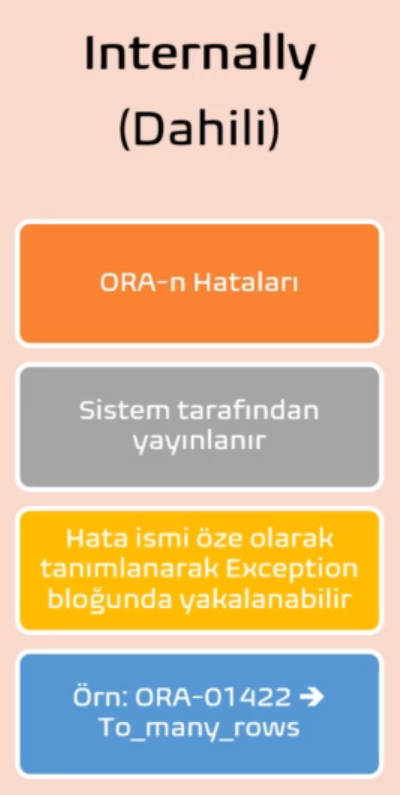 Internally
(Dahili)
ORA-n Hataları
Sistem tarafından
yayınlanır
Hata ismi öze olarak
tanımlanarak Exception
bloğunda yakalanabilir
Örn: ORA-01422 ➔
To_many_rows